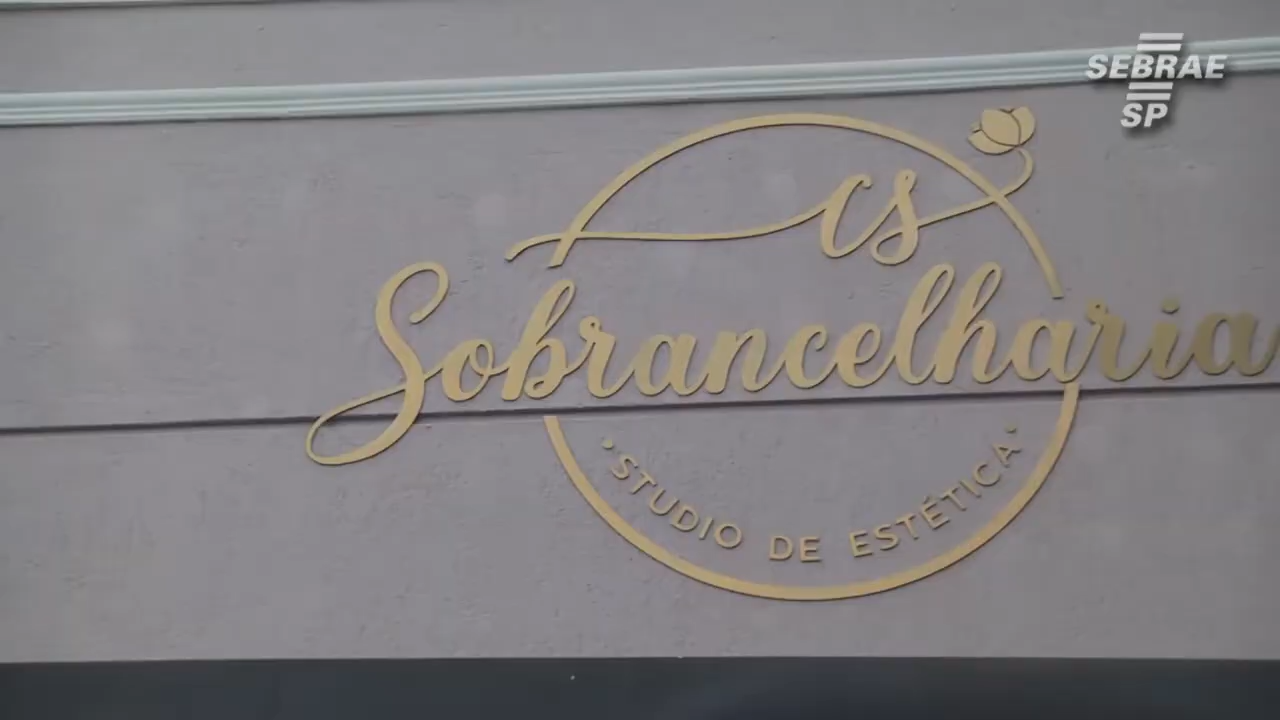 SEBRAE
SP
CS
Sobrancelharia
• STUDIO DE ESTÉTICA •